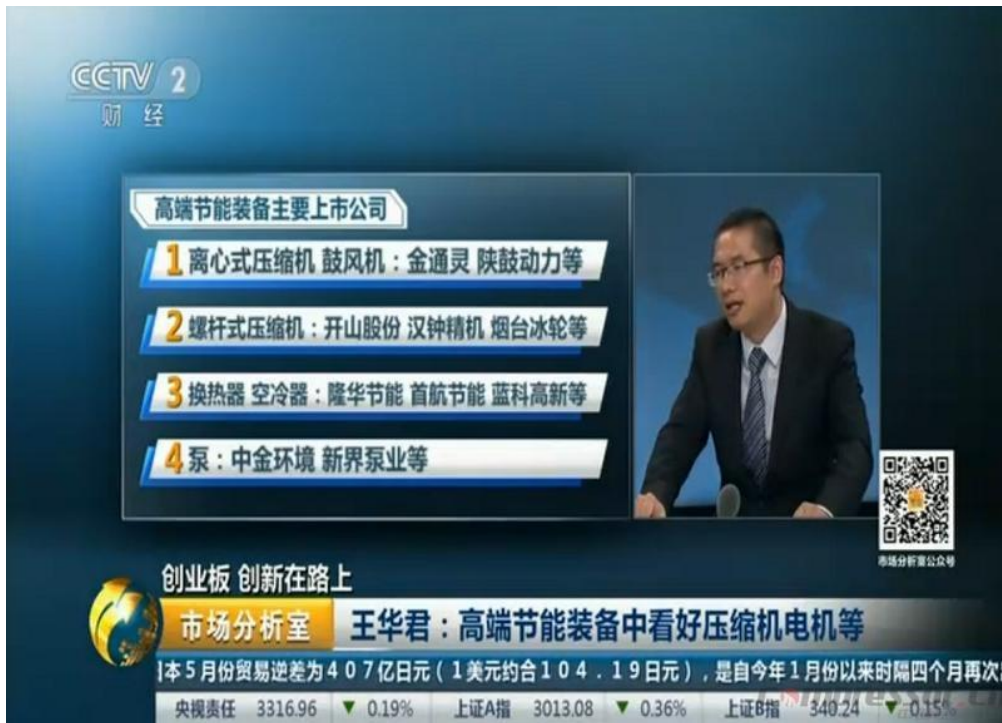 CCTV 2
财经
高端节能装备主要上市公司
1 离心式压缩机 鼓风机：金通灵 陕鼓动力等
2 螺杆式压缩机：开山股份 汉钟精机 烟台冰轮等
3 换热器 空冷器：隆华节能 首航节能 蓝科高新等
4 泵：中金环境 新界泵业等
市场分析室公众号
创业板 创新在路上
市场分析室 王华君：高端节能装备中看好压缩机电机等
本5月份贸易逆差为407亿日元（1美元约合104.19日元），是自今年1月份以来时隔四个月再次
央视责任 3316.96 ▼ 0.19% 上证A指 3013.08 ▼ 0.36% 上证B指 340.24 ▼ 0.15%